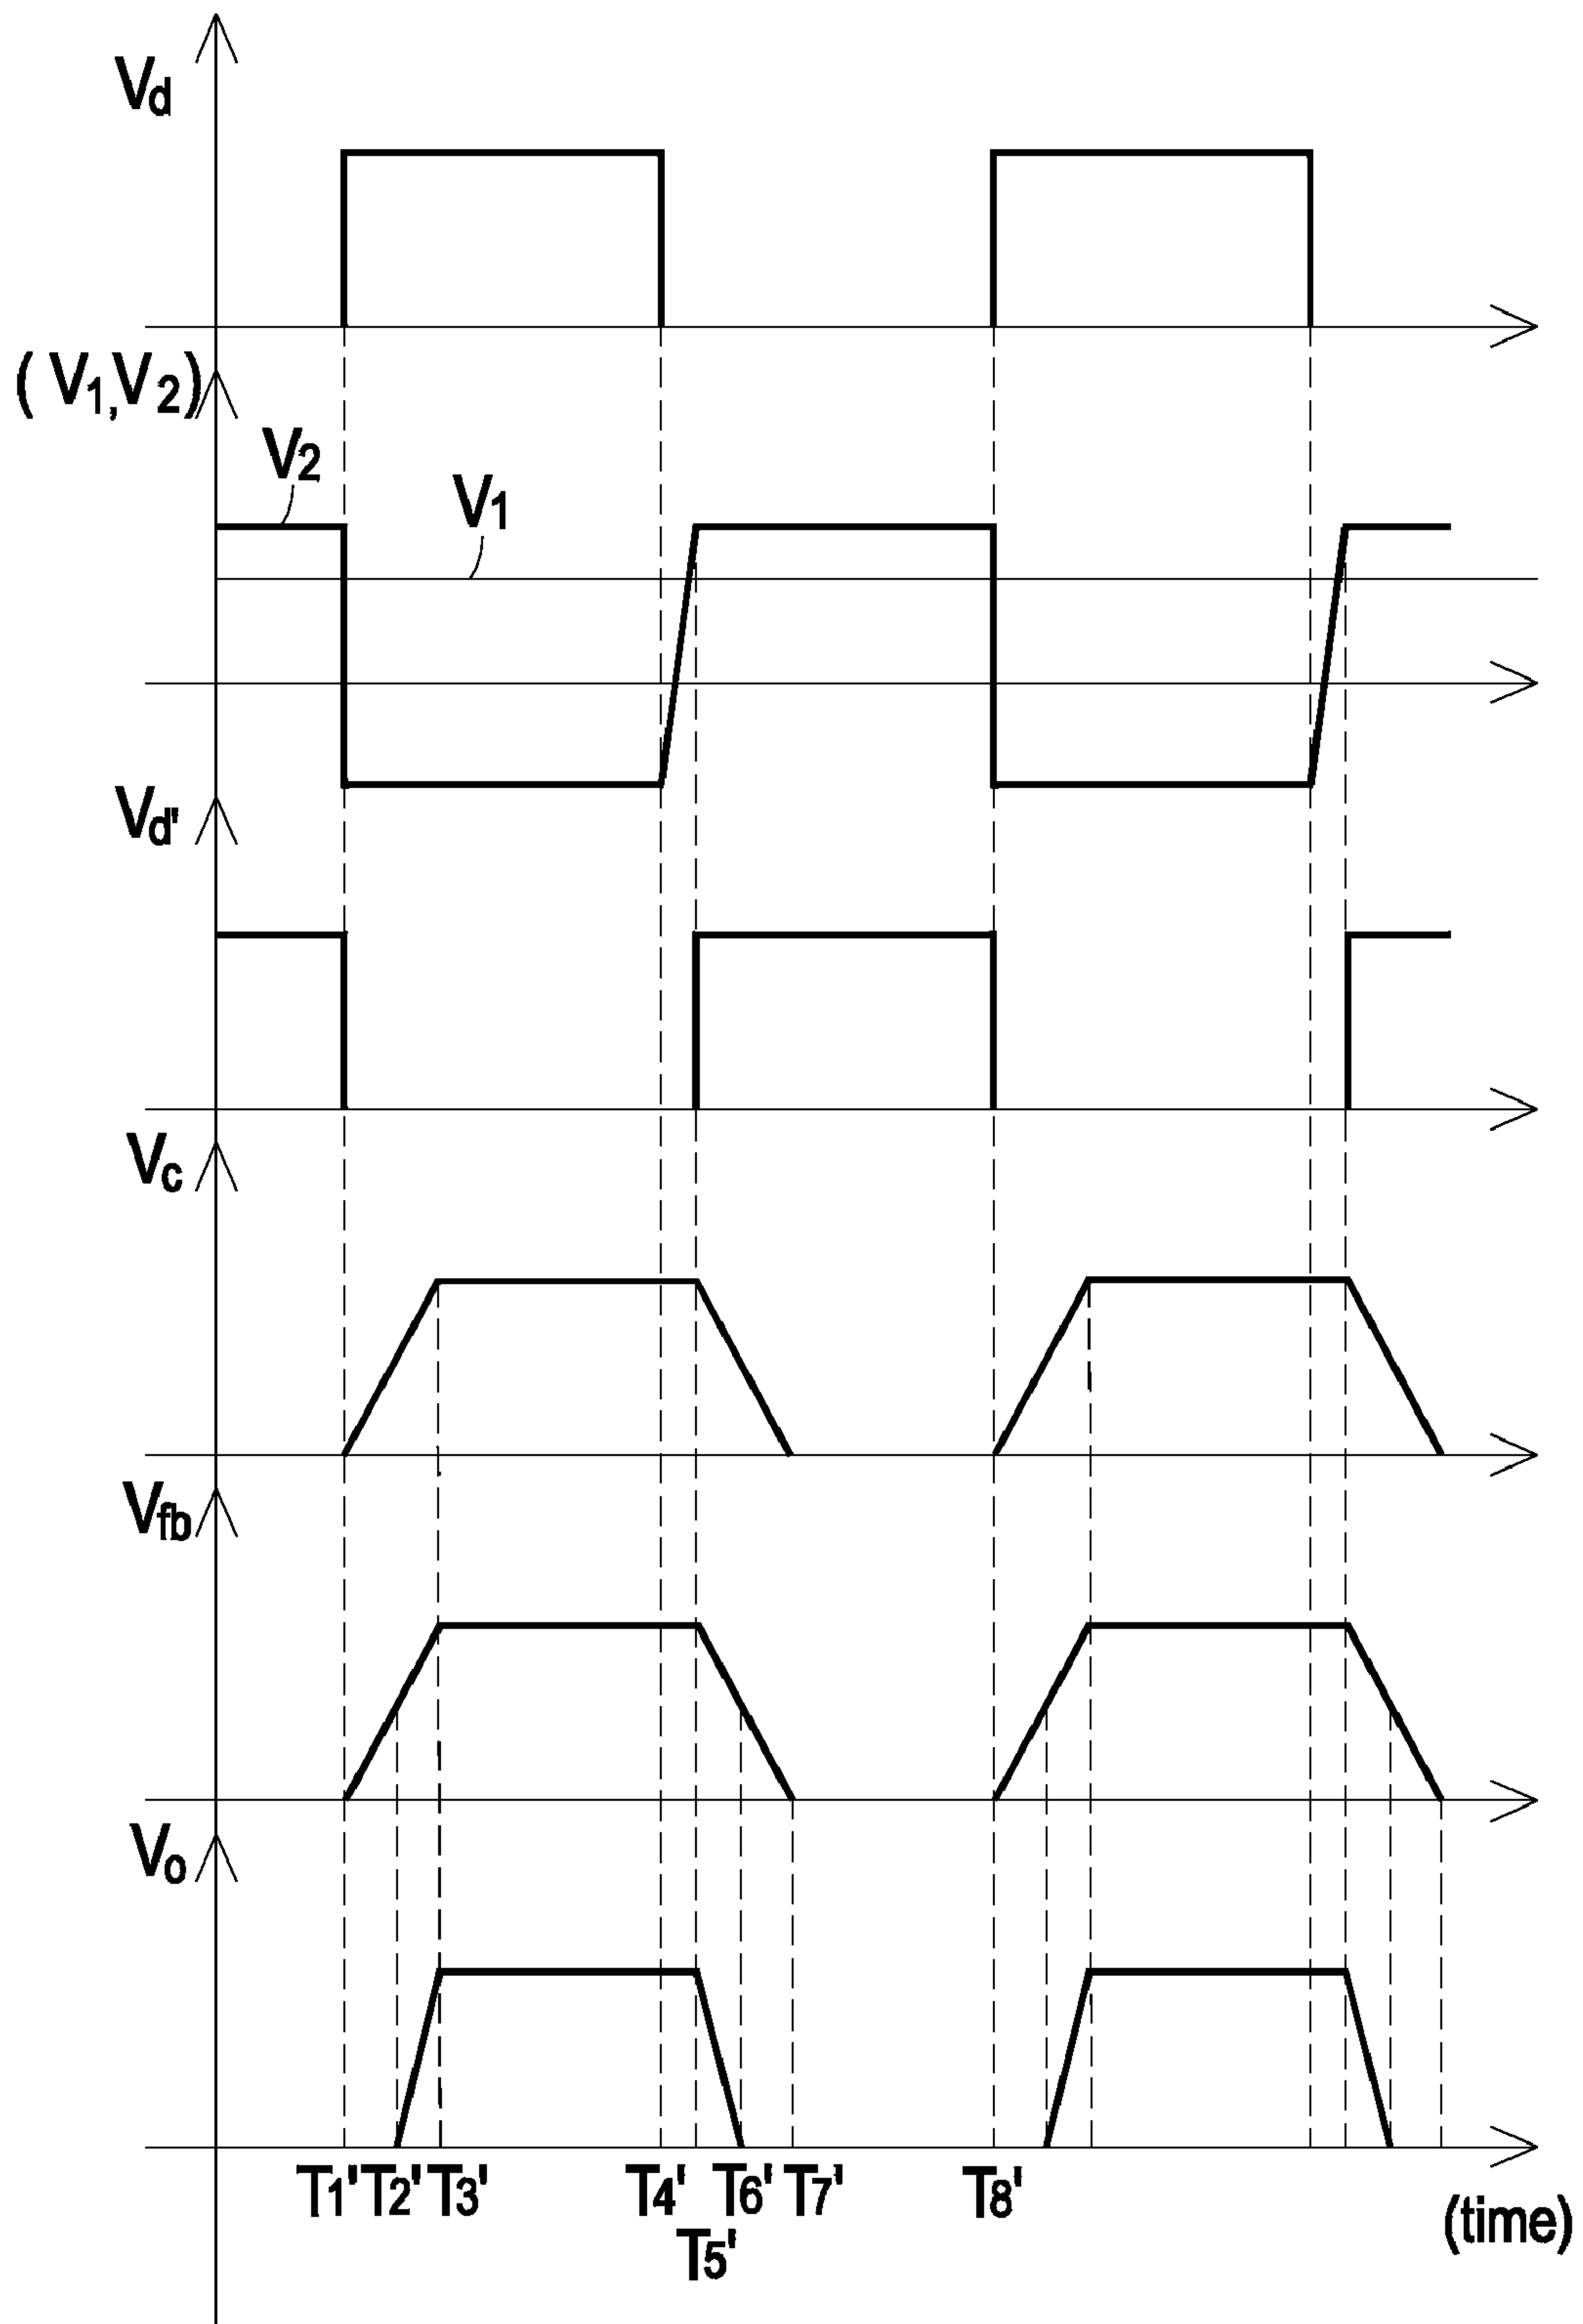 Vd
(V1,V2)
V2
V1
Vd'
Vc
Vfb
Vo
T1' T2' T3' T4' T6' T7' T8'
T5'
(time)